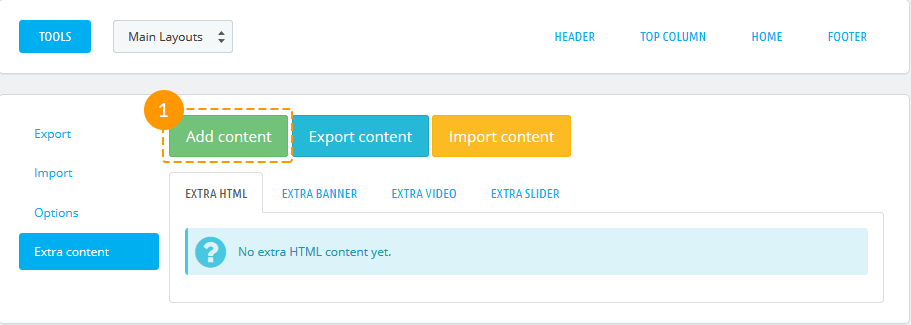 TOOLS Main Layouts HEADER TOP COLUMN HOME FOOTER
1
Add content Export content Import content
Export
Import
Options
Extra content
EXTRA HTML EXTRA BANNER EXTRA VIDEO EXTRA SLIDER
? No extra HTML content yet.